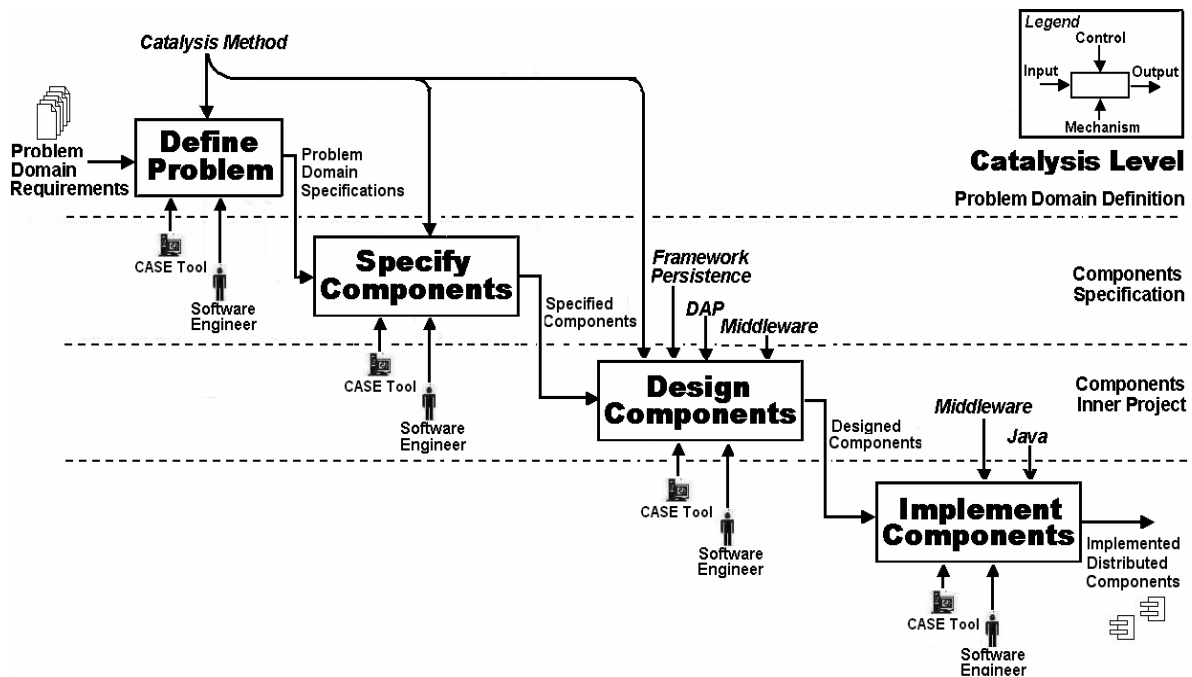 Catalysis Method
Legend
Control
Input
Output
Mechanism
Catalysis Level
Problem Domain Definition
Problem
Domain
Requirements
Define
Problem
Problem
Domain
Specifications
CASE Tool
Software
Engineer
Specify
Components
Specified
Components
CASE Tool
Software
Engineer
Components
Specification
Framework
Persistence
DAP
Middleware
Design
Components
Designed
Components
CASE Tool
Software
Engineer
Components
Inner Project
Middleware
Java
Implement
Components
Implemented
Distributed
Components
CASE Tool
Software
Engineer